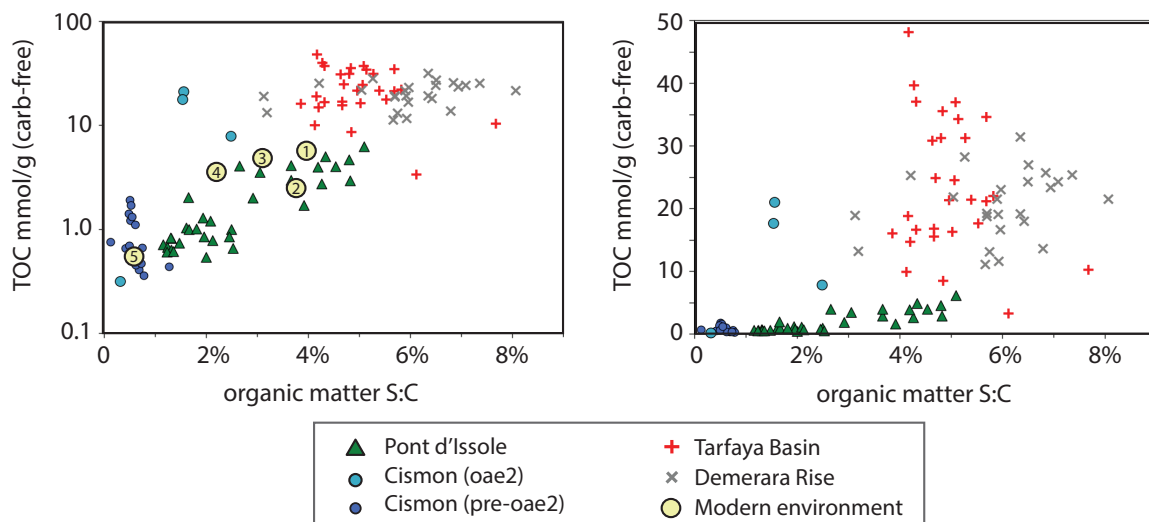 100
10
1.0
0.1
TOC mmol/g (carb-free)
0
2%
4%
6%
8%
organic matter S:C
1
2
3
4
5
50
40
30
20
10
0
TOC mmol/g (carb-free)
0
2%
4%
6%
8%
organic matter S:C
Pont d'Issole
Cismon (oae2)
Cismon (pre-oae2)
Tarfaya Basin
Demerara Rise
Modern environment